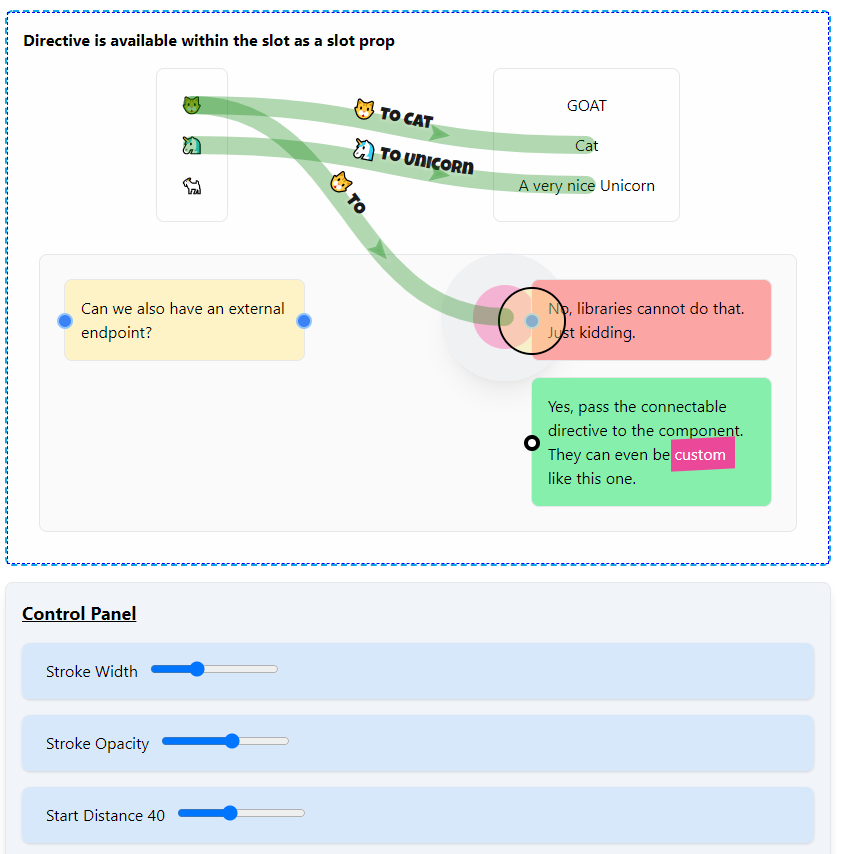 Directive is available within the slot as a slot prop
GOAT
TO CAT
Cat
TO UNICORN
A very nice Unicorn
TO
Can we also have an external
endpoint?
No, libraries cannot do that.
Just kidding.
Yes, pass the connectable
directive to the component.
They can even be custom
like this one.
Control Panel
Stroke Width
Stroke Opacity
Start Distance 40